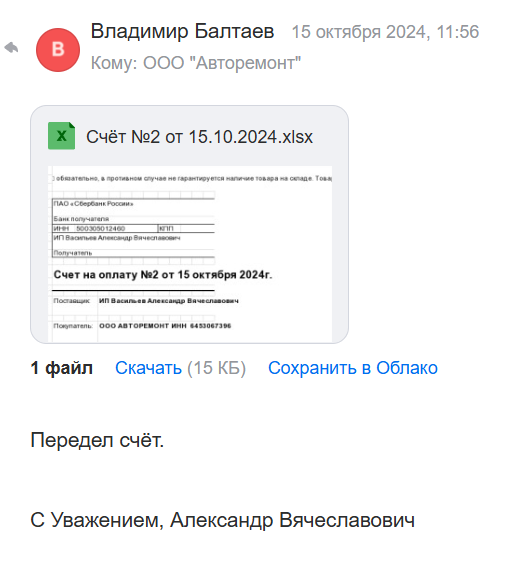 Владимир Балтаев 15 октября 2024, 11:56
В
Кому: ООО "Авторемонт"
X Счёт №2 от 15.10.2024.xlsx
обязательно, в противном случае не гарантируется наличие товара на складе. Това
ПАО «Сбербанк России»
Банк получателя
ИНН 500305012460 КПП
ИП Васильев Александр Вячеславович
Получатель
Счет на оплату №2 от 15 октября 2024г.
Поставщик: ИП Васильев Александр Вячеславович
Покупатель: ООО АВТОРЕМОНТ ИНН 6453067396
1 файл Скачать (15 КБ) Сохранить в Облако
Передел счёт.
С Уважением, Александр Вячеславович